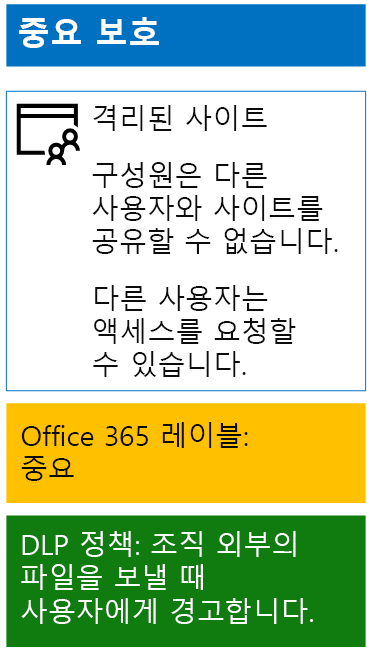 중요 보호
격리된 사이트
구성원은 다른
사용자와 사이트를
공유할 수 없습니다.
다른 사용자는
액세스를 요청할
수 있습니다.
Office 365 레이블:
중요
DLP 정책: 조직 외부의
파일을 보낼 때
사용자에게 경고합니다.